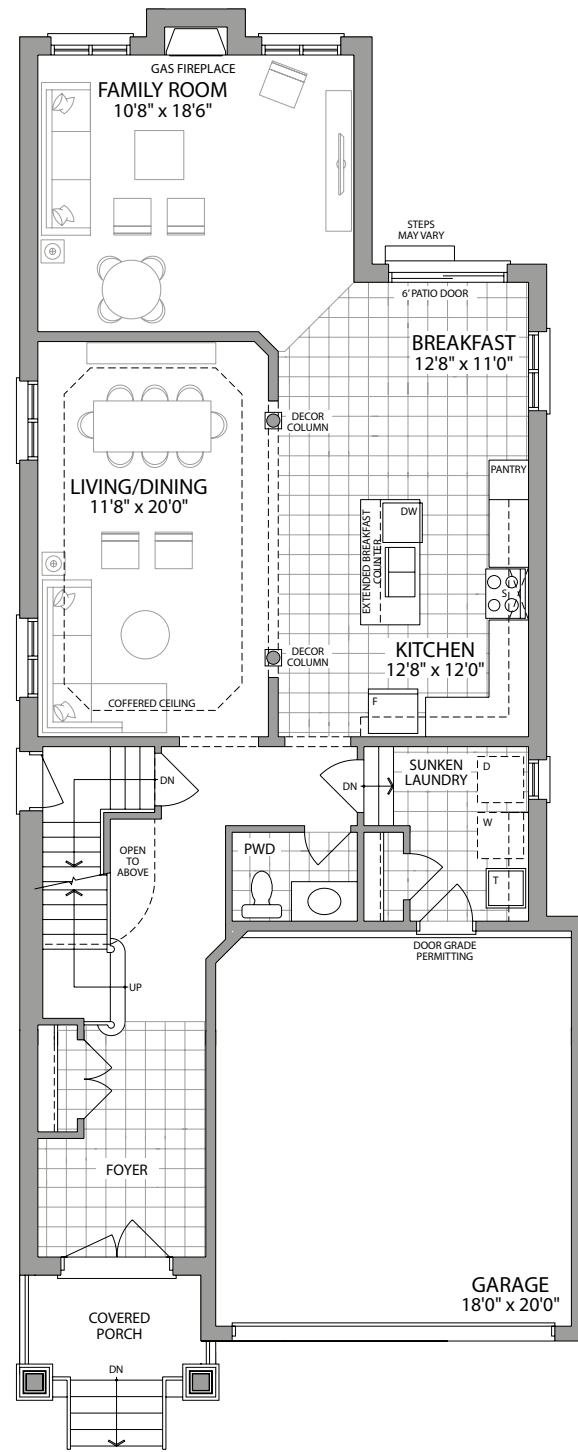 GAS FIREPLACE
FAMILY ROOM
10'8" x 18'6"
STEPS
MAY VARY
6' PATIO DOOR
BREAKFAST
12'8" x 11'0"
DECOR
COLUMN
PANTRY
LIVING/DINING
11'8" x 20'0"
DW
EXTENDED BREAKFAST
COUNTER
S
DECOR
COLUMN
KITCHEN
12'8" x 12'0"
COFFERED CEILING
F
DN
DN
SUNKEN
LAUNDRY
D
W
OPEN
TO
ABOVE
PWD
T
DOOR GRADE
PERMITTING
UP
FOYER
GARAGE
18'0" x 20'0"
COVERED
PORCH
DN